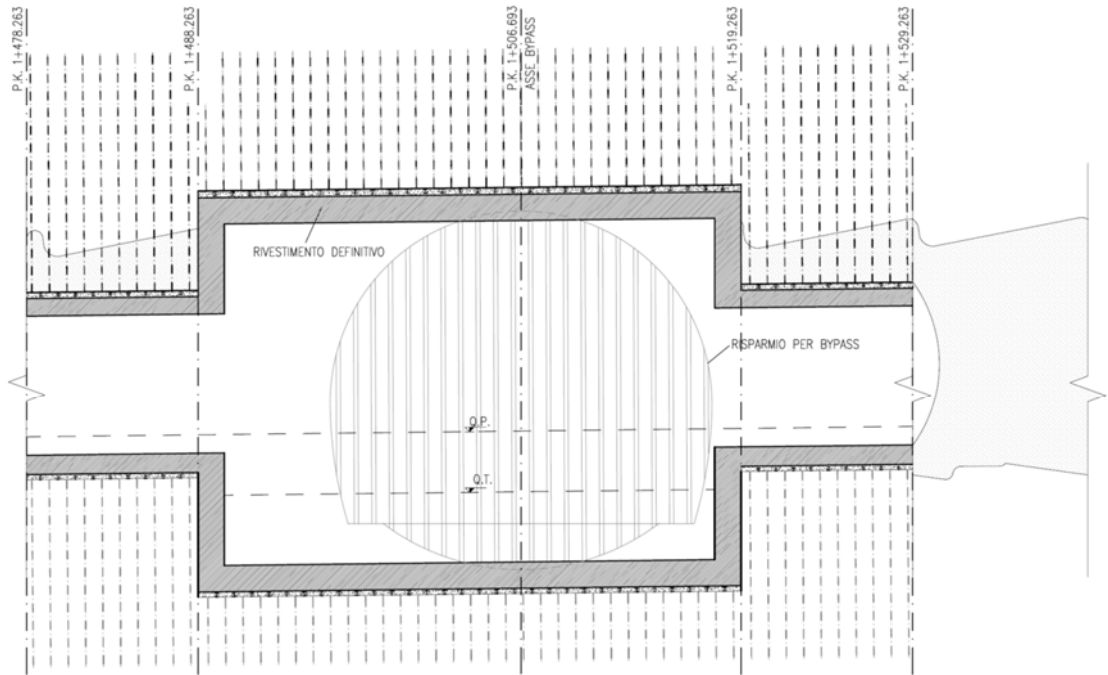 P.K. 1+478.263
P.K. 1+488.263
P.K. 1+506.693
ASSE BYPASS
P.K. 1+519.263
P.K. 1+529.263
RIVESTIMENTO DEFINITIVO
RISPARMIO PER BYPASS
Q.P.
Q.T.